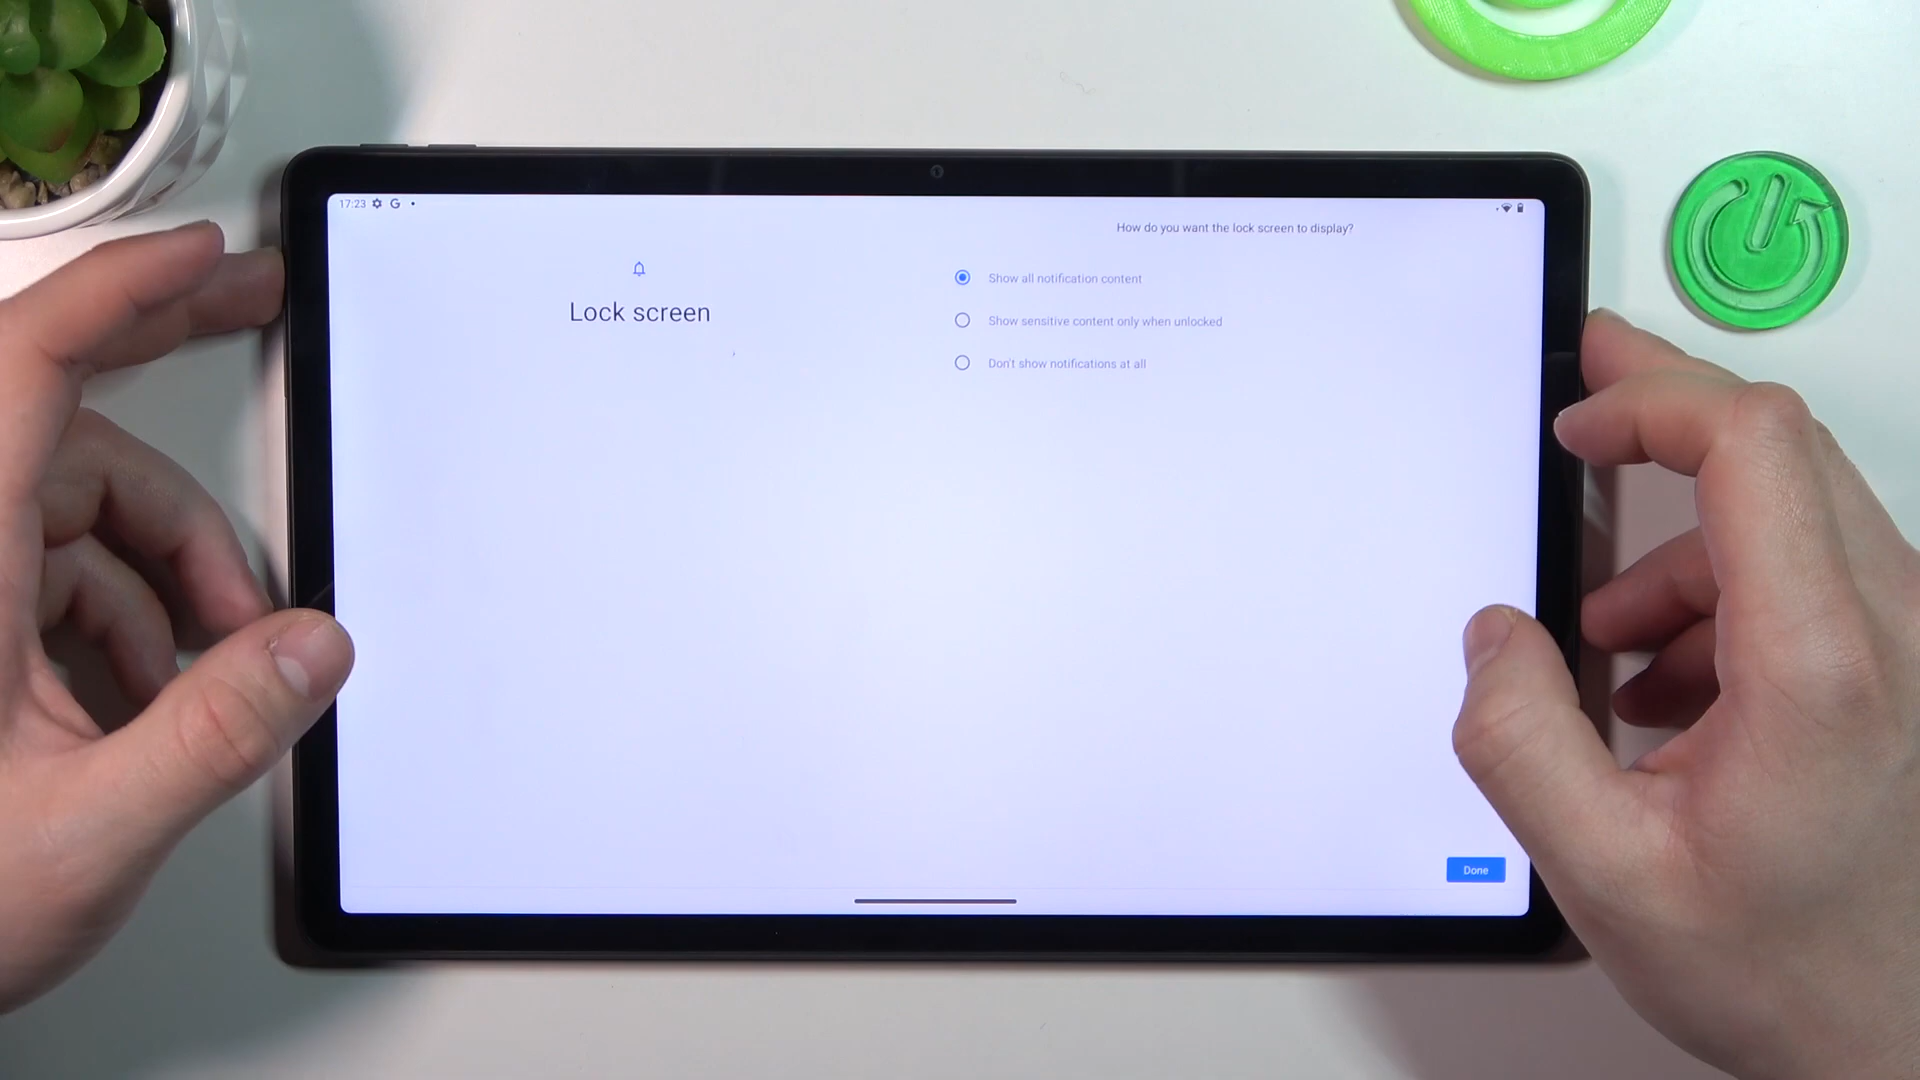 17:23 G
How do you want the lock screen to display?
Lock screen
Show all notification content
Show sensitive content only when unlocked
Don't show notifications at all
Done